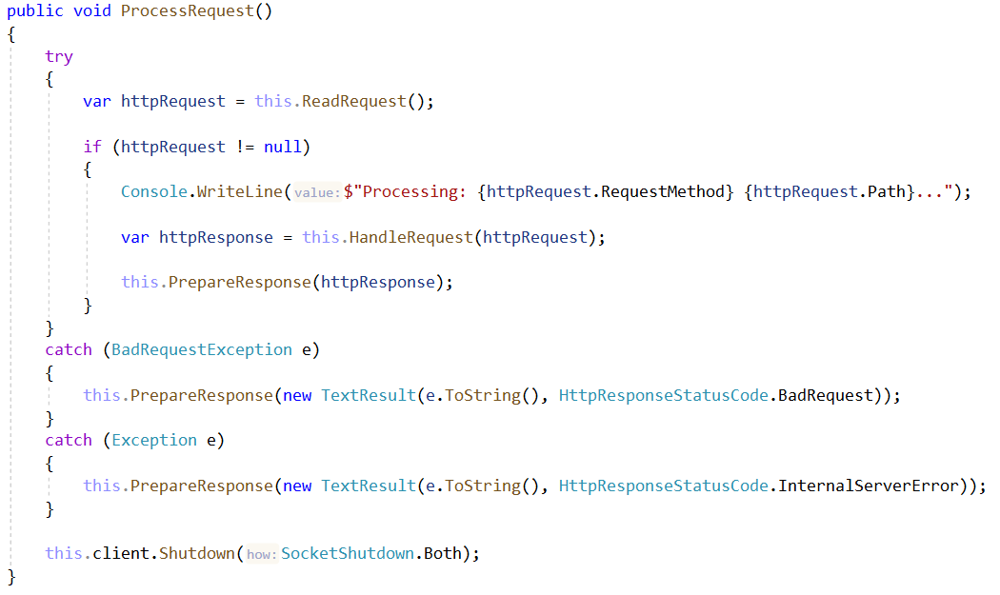 public void ProcessRequest()
{
    try
    {
        var httpRequest = this.ReadRequest();

        if (httpRequest != null)
        {
            Console.WriteLine(value:$"Processing: {httpRequest.RequestMethod} {httpRequest.Path}...");

            var httpResponse = this.HandleRequest(httpRequest);

            this.PrepareResponse(httpResponse);
        }
    }
    catch (BadRequestException e)
    {
        this.PrepareResponse(new TextResult(e.ToString(), HttpResponseStatusCode.BadRequest));
    }
    catch (Exception e)
    {
        this.PrepareResponse(new TextResult(e.ToString(), HttpResponseStatusCode.InternalServerError));
    }

    this.client.Shutdown(how:SocketShutdown.Both);
}